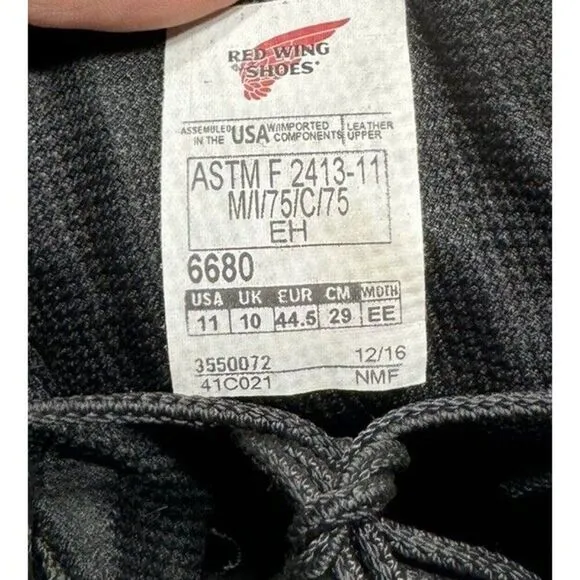 RED WING
SHOES®
ASSEMBLED IN THE USA W/IMPORTED COMPONENTS LEATHER UPPER
ASTM F 2413-11
M/I/75/C/75
EH
6680
USA UK EUR CM WIDTH
11 10 44.5 29 EE
3550072 12/16
41C021 NMF